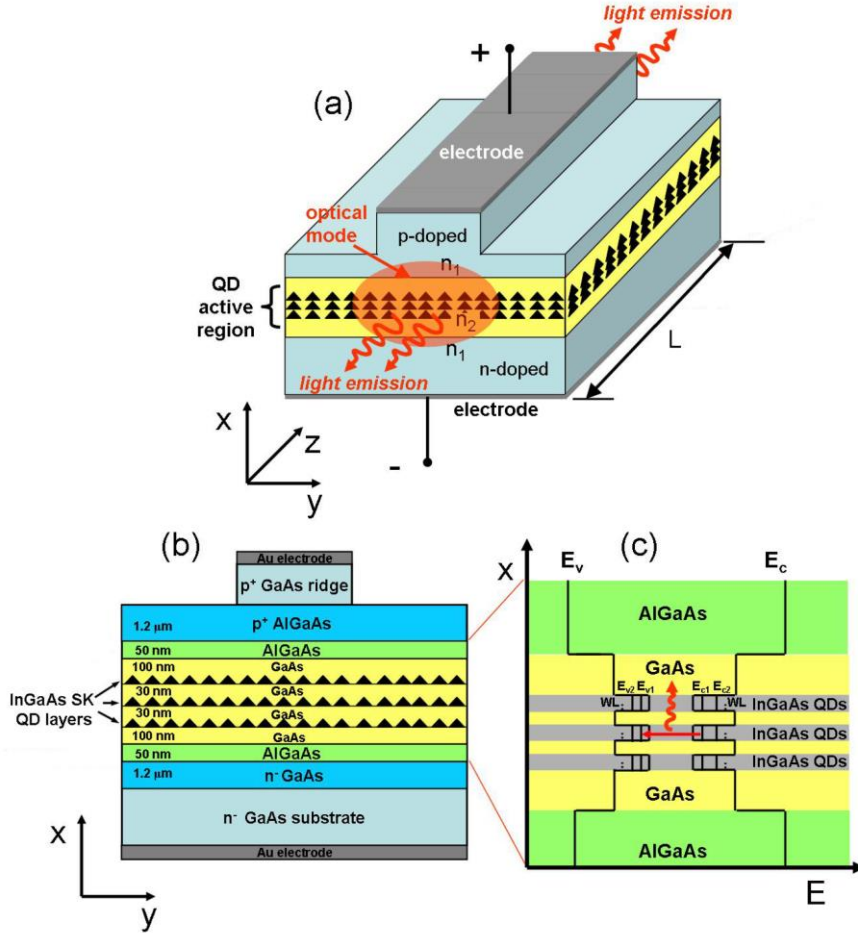 light emission
+
(a)
electrode
optical
mode
p-doped
n₁
QD
active
region
n₂
n₁
L
light emission
n-doped
electrode
x
z
y
-
(b)
Au electrode
p⁺ GaAs ridge
1.2 μm
p⁺ AlGaAs
50 nm
AlGaAs
100 nm
GaAs
InGaAs SK
QD layers
30 nm
GaAs
30 nm
GaAs
100 nm
GaAs
50 nm
AlGaAs
1.2 μm
n⁻ GaAs
n⁻ GaAs substrate
Au electrode
x
y
(c)
x
Eᵥ
E꜀
AlGaAs
GaAs
Eᵥ₂ Eᵥ₁ E꜀₁ E꜀₂
WL
WL
InGaAs QDs
InGaAs QDs
InGaAs QDs
GaAs
AlGaAs
E